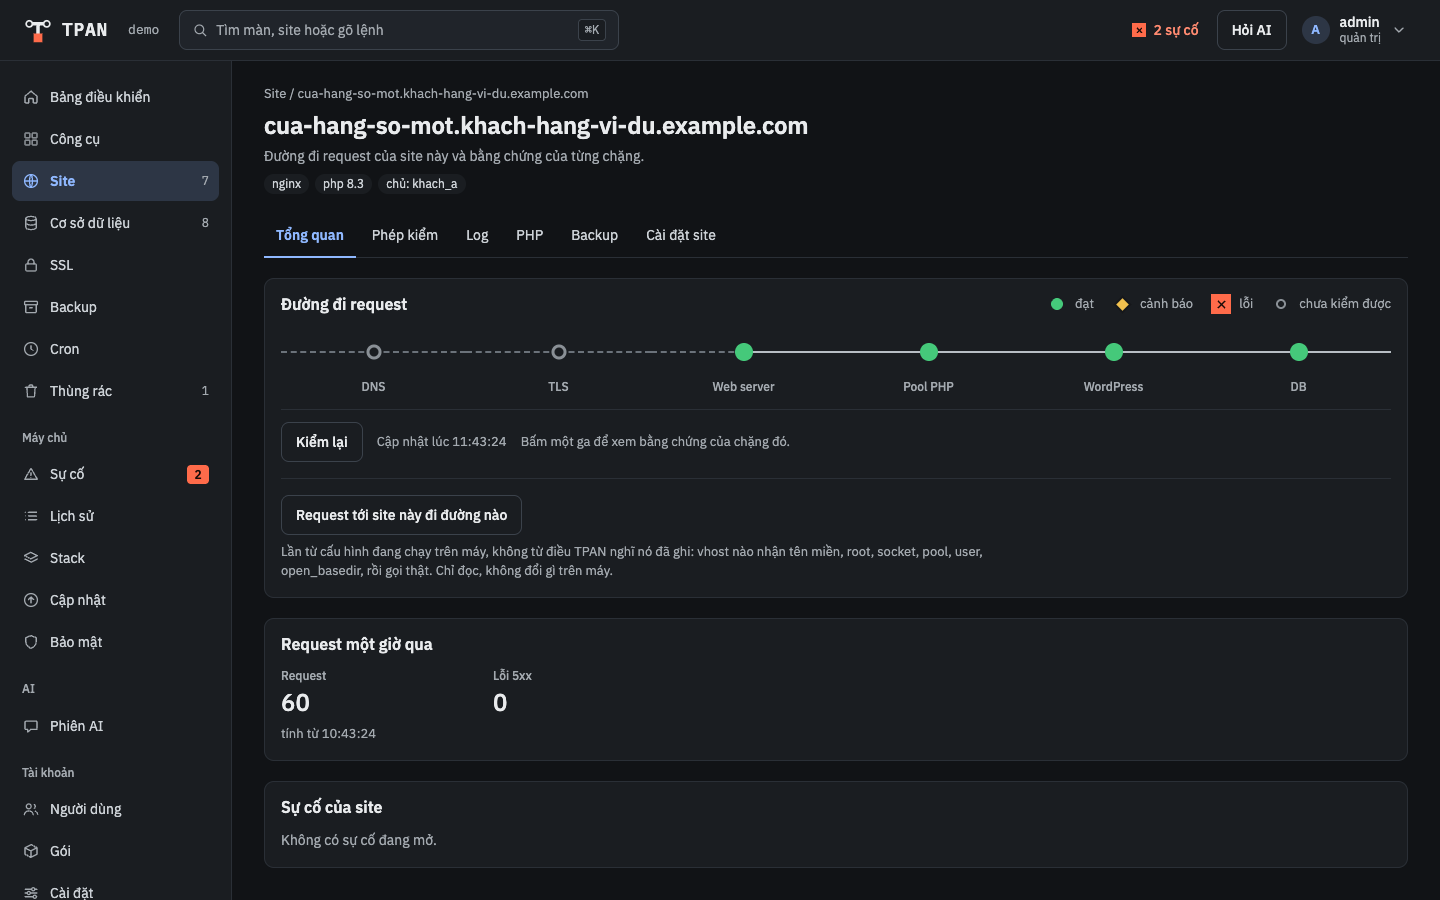 TPAN demo
Tìm màn, site hoặc gõ lệnh
⌘K
2 sự cố
Hỏi AI
A
admin
quản trị
Bảng điều khiển
Công cụ
Site 7
Cơ sở dữ liệu 8
SSL
Backup
Cron
Thùng rác 1
Máy chủ
Sự cố 2
Lịch sử
Stack
Cập nhật
Bảo mật
AI
Phiên AI
Tài khoản
Người dùng
Gói
Cài đặt
Site / cua-hang-so-mot.khach-hang-vi-du.example.com
cua-hang-so-mot.khach-hang-vi-du.example.com
Đường đi request của site này và bằng chứng của từng chặng.
nginx php 8.3 chủ: khach_a
Tổng quan Phép kiểm Log PHP Backup Cài đặt site
Đường đi request
đạt cảnh báo lỗi chưa kiểm được
DNS TLS Web server Pool PHP WordPress DB
Kiểm lại Cập nhật lúc 11:43:24 Bấm một ga để xem bằng chứng của chặng đó.
Request tới site này đi đường nào
Lần từ cấu hình đang chạy trên máy, không từ điều TPAN nghĩ nó đã ghi: vhost nào nhận tên miền, root, socket, pool, user,
open_basedir, rồi gọi thật. Chỉ đọc, không đổi gì trên máy.
Request một giờ qua
Request Lỗi 5xx
60 0
tính từ 10:43:24
Sự cố của site
Không có sự cố đang mở.